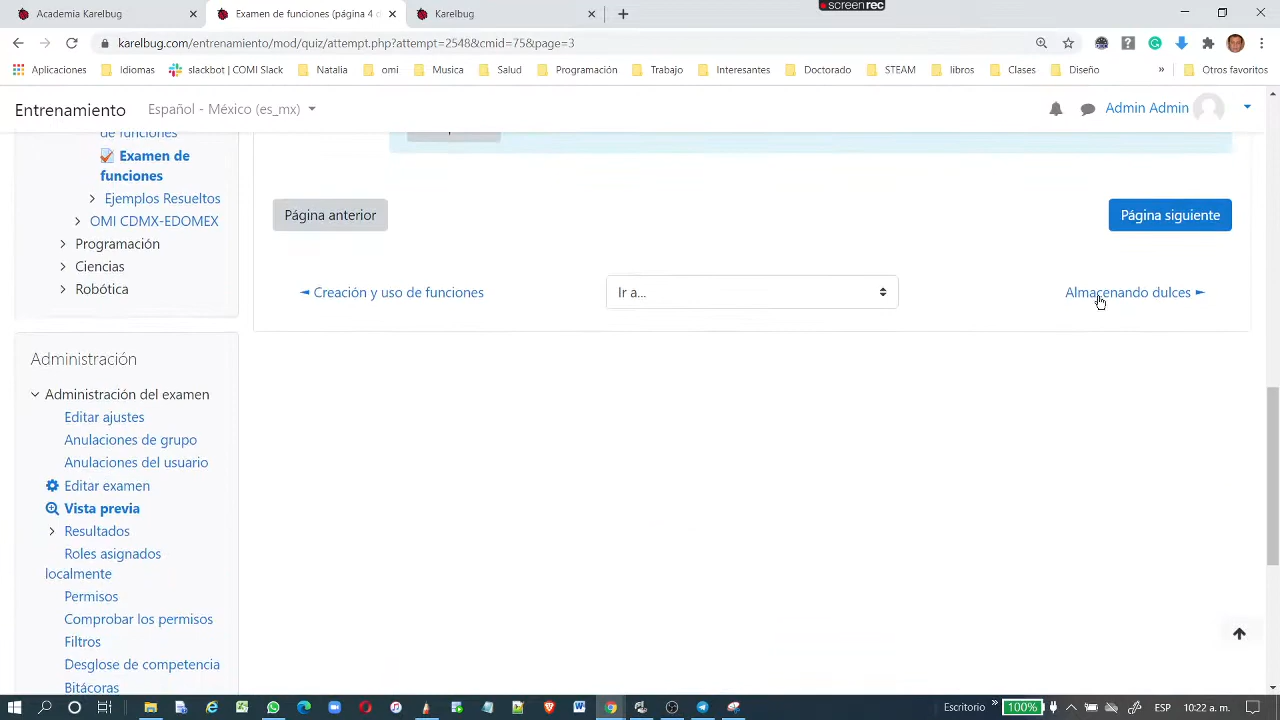 Academia Karelbug
Examen de funciones (página 4 d
Karelbug
screenrec
karelbug.com/entrenamiento/mod/quiz/attempt.php?attempt=2548&cmid=75&page=3
Aplicaciones
Idiomas
slackbot | COMI Slack
Natalia
omi
Musica
Salud
Programación
Trabajo
Interesantes
Doctorado
STEAM
libros
Clases
Diseño
»
Otros favoritos
Entrenamiento
Español - México (es_mx)
Admin Admin
de funciones
Examen de
funciones
Ejemplos Resueltos
OMI CDMX-EDOMEX
Programación
Ciencias
Robótica
Página anterior
Página siguiente
◄ Creación y uso de funciones
Ir a...
Almacenando dulces ►
Administración
Administración del examen
Editar ajustes
Anulaciones de grupo
Anulaciones del usuario
Editar examen
Vista previa
Resultados
Roles asignados
localmente
Permisos
Comprobar los permisos
Filtros
Desglose de competencia
Bitácoras
Escritorio
»
100%
ESP
10:22 a. m.